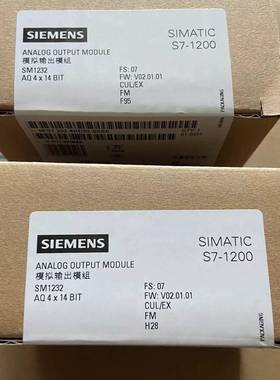 SIEMENS
SIMATIC
S7-1200
ANALOG OUTPUT MODULE
模拟输出模组
SM1232
AQ 4 x 14 BIT
FS: 07
FW: V02.01.01
CUL/EX
FM
F95
PACKAGING
SIEMENS
SIMATIC
S7-1200
ANALOG OUTPUT MODULE
模拟输出模组
SM1232
AQ 4 x 14 BIT
FS: 07
FW: V02.01.01
CUL/EX
FM
H28
PACKAGING